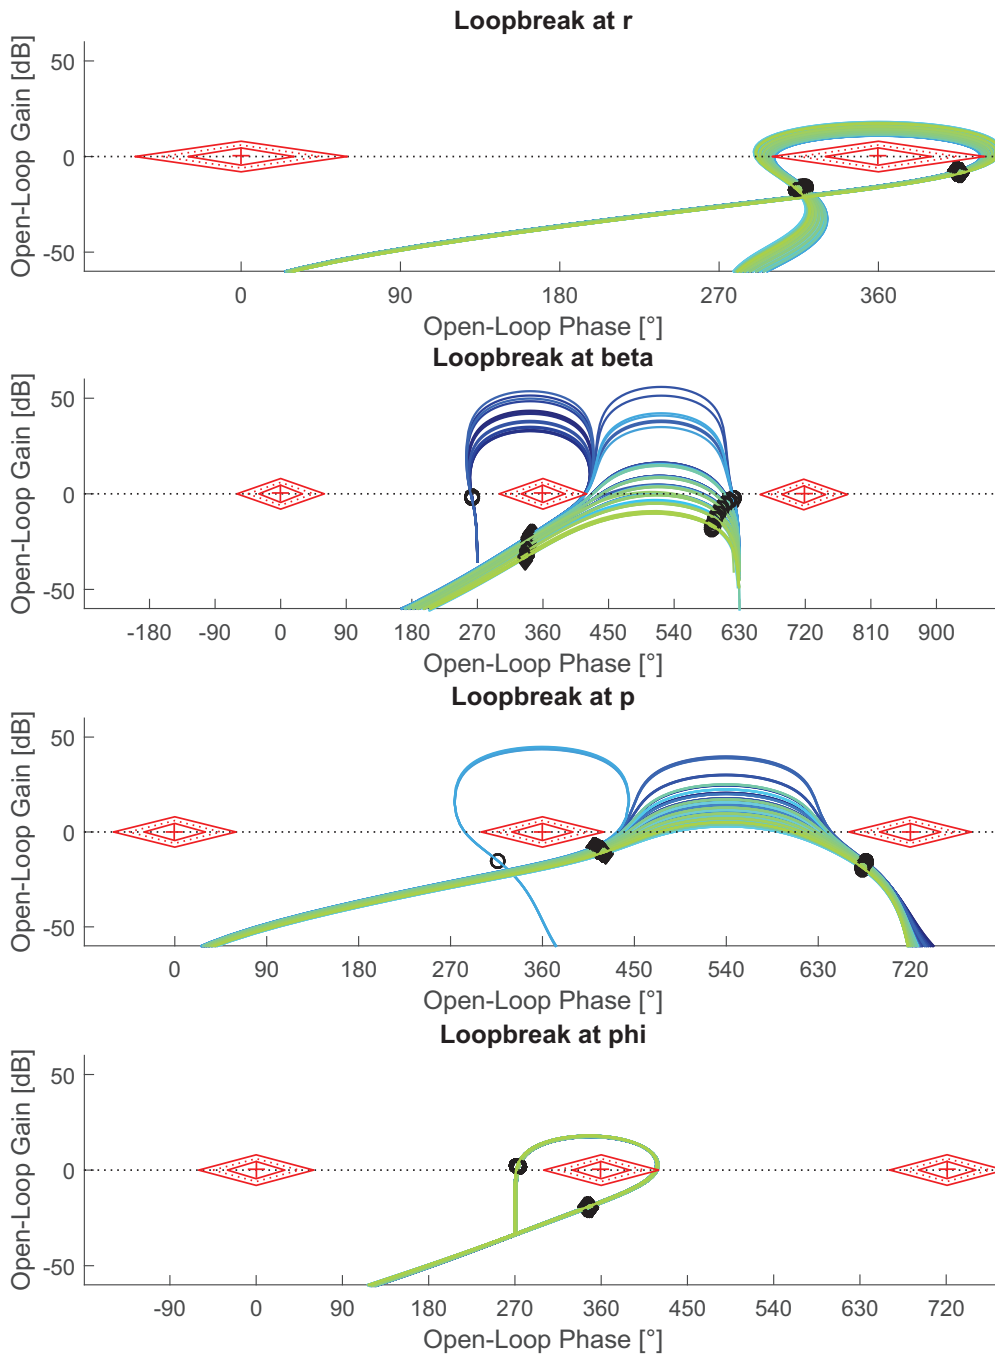 Loopbreak at r
Open-Loop Gain [dB]
50
0
-50
0 90 180 270 360
Open-Loop Phase [°]
Loopbreak at beta
Open-Loop Gain [dB]
50
0
-50
-180 -90 0 90 180 270 360 450 540 630 720 810 900
Open-Loop Phase [°]
Loopbreak at p
Open-Loop Gain [dB]
50
0
-50
0 90 180 270 360 450 540 630 720
Open-Loop Phase [°]
Loopbreak at phi
Open-Loop Gain [dB]
50
0
-50
-90 0 90 180 270 360 450 540 630 720
Open-Loop Phase [°]